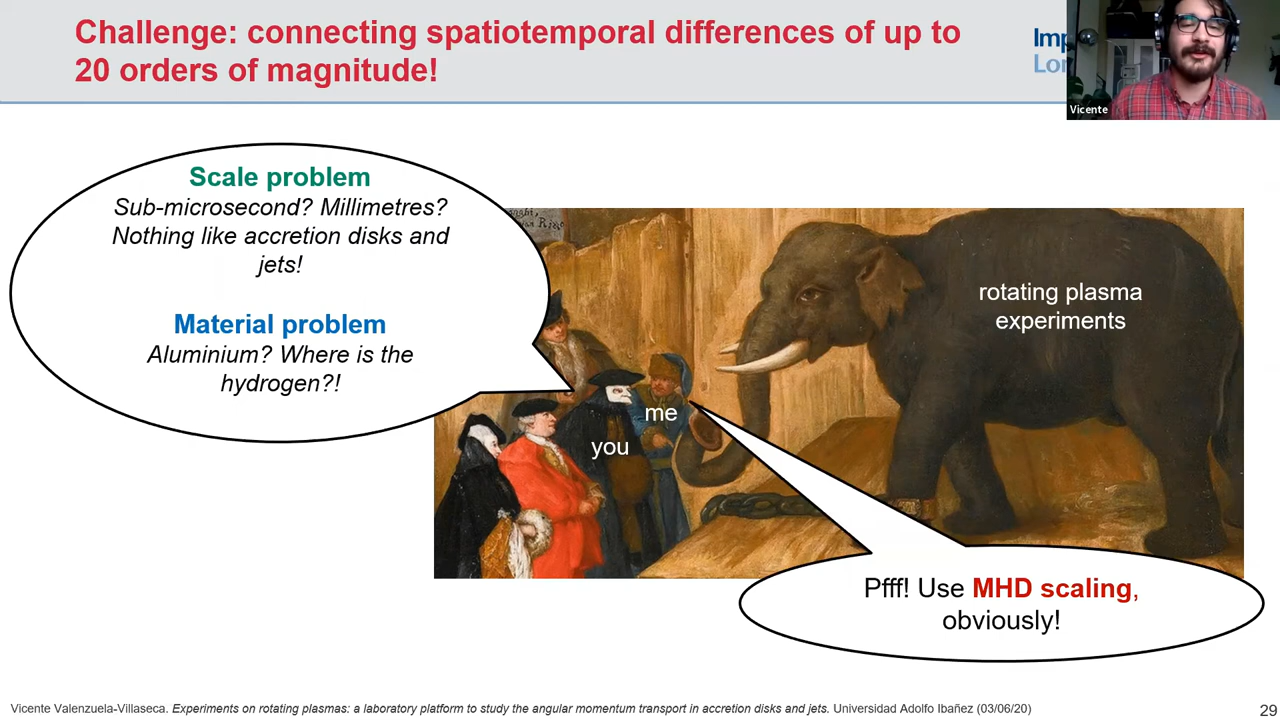 Challenge: connecting spatiotemporal differences of up to
20 orders of magnitude!
Vicente
Scale problem
Sub-microsecond? Millimetres?
Nothing like accretion disks and
jets!
Material problem
Aluminium? Where is the
hydrogen?!
rotating plasma
experiments
me
you
Pfff! Use MHD scaling,
obviously!
Vicente Valenzuela-Villaseca. Experiments on rotating plasmas: a laboratory platform to study the angular momentum transport in accretion disks and jets. Universidad Adolfo Ibañez (03/06/20)
29